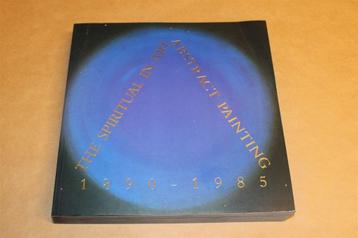 THE SPIRITUAL IN ART:
ABSTRACT PAINTING
1890-1985